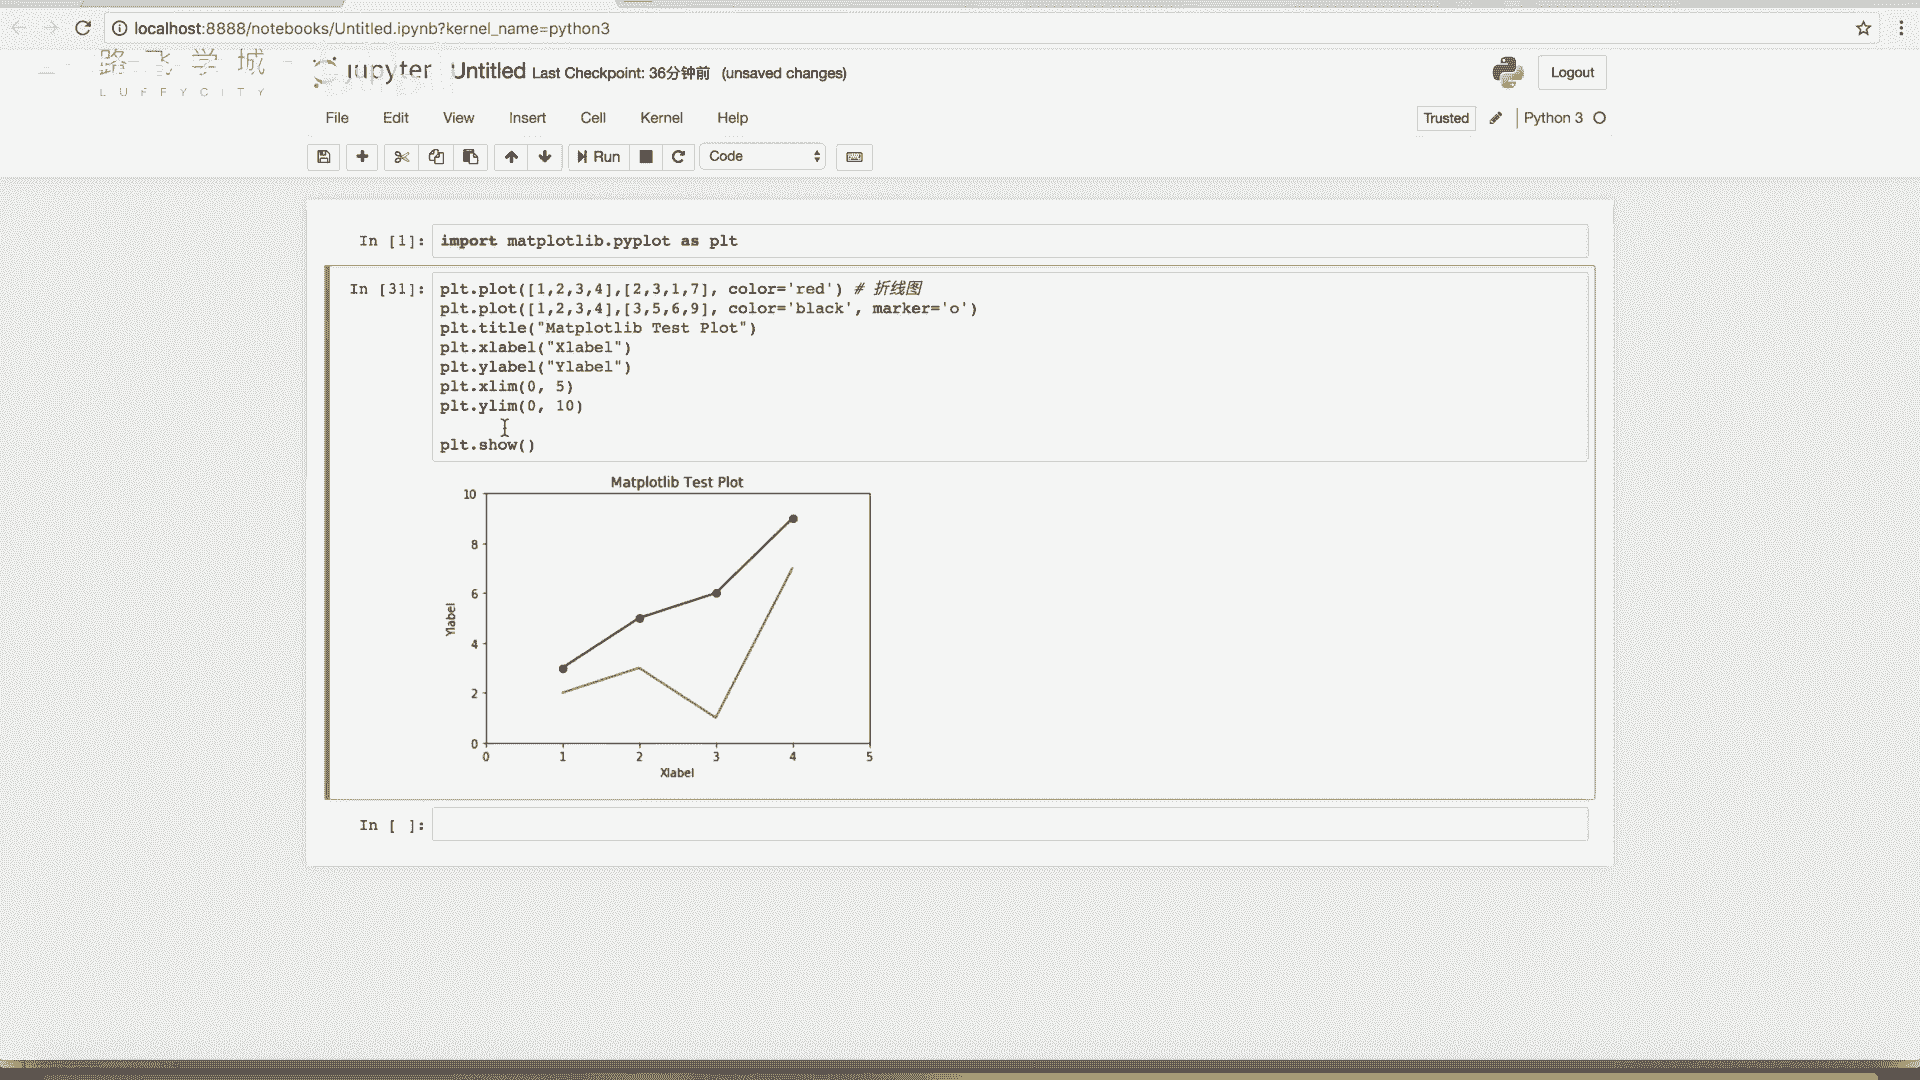 localhost:8888/notebooks/Untitled.ipynb?kernel_name=python3
路飞学城
LUFFYCITY
jupyter Untitled Last Checkpoint: 36分钟前 (unsaved changes)
Logout
File Edit View Insert Cell Kernel Help
Trusted Python 3
Run Code
In [1]: import matplotlib.pyplot as plt
In [31]: plt.plot([1,2,3,4],[2,3,1,7], color='red') # 折线图
plt.plot([1,2,3,4],[3,5,6,9], color='black', marker='o')
plt.title("Matplotlib Test Plot")
plt.xlabel("Xlabel")
plt.ylabel("Ylabel")
plt.xlim(0, 5)
plt.ylim(0, 10)
plt.show()
Matplotlib Test Plot
10
8
6
4
2
0
Ylabel
0 1 2 3 4 5
Xlabel
In [ ]: